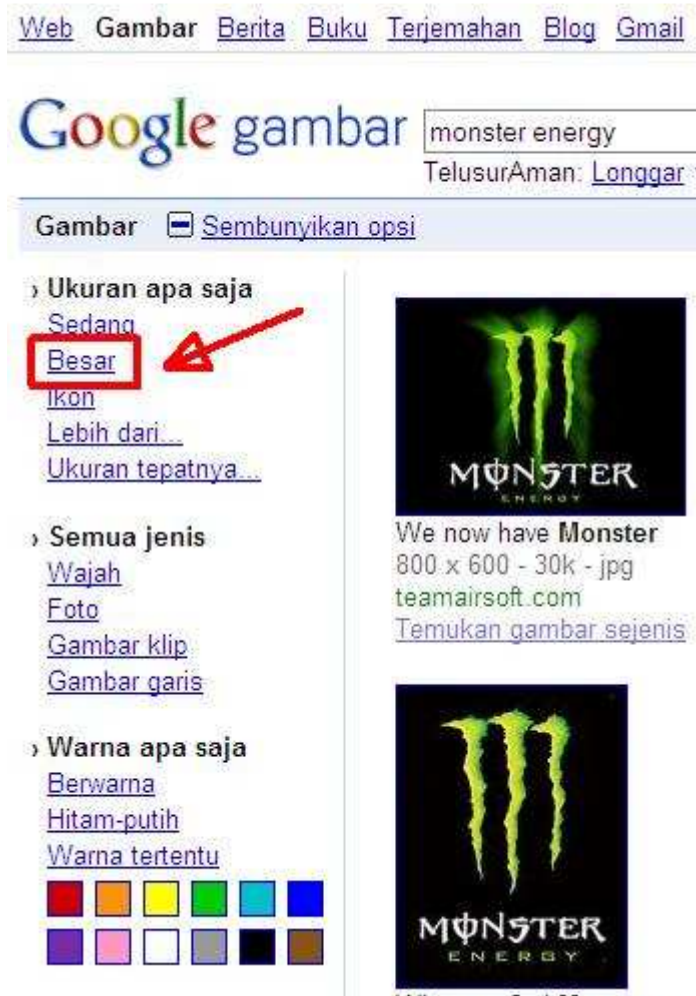 Web Gambar Berita Buku Terjemahan Blog Gmail
Google gambar monster energy
TelusurAman: Longgar
Gambar Sembunyikan opsi
› Ukuran apa saja
Sedang
Besar
Ikon
Lebih dari...
Ukuran tepatnya...
› Semua jenis
Wajah
Foto
Gambar klip
Gambar garis
› Warna apa saja
Berwarna
Hitam-putih
Warna tertentu
MONSTER
ENERGY
We now have Monster
800 x 600 - 30k - jpg
teamairsoft.com
Temukan gambar sejenis
MONSTER
ENERGY